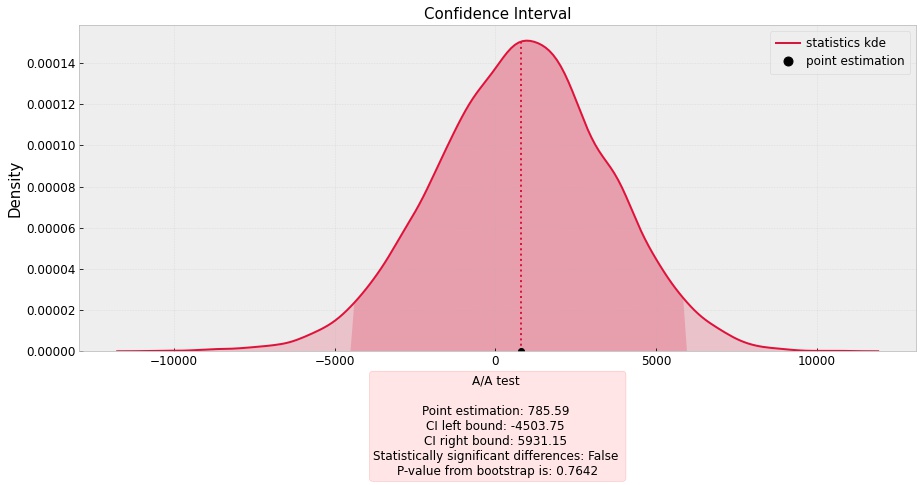 Confidence Interval
statistics kde
point estimation
Density
0.00014
0.00012
0.00010
0.00008
0.00006
0.00004
0.00002
0.00000
−10000
−5000
0
5000
10000
A/A test
Point estimation: 785.59
CI left bound: -4503.75
CI right bound: 5931.15
Statistically significant differences: False
P-value from bootstrap is: 0.7642